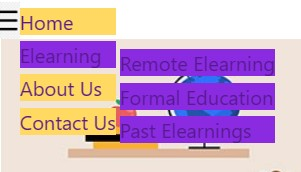 Home
Elearning
Remote Elearning
About Us
Formal Education
Contact Us
Past Elearnings